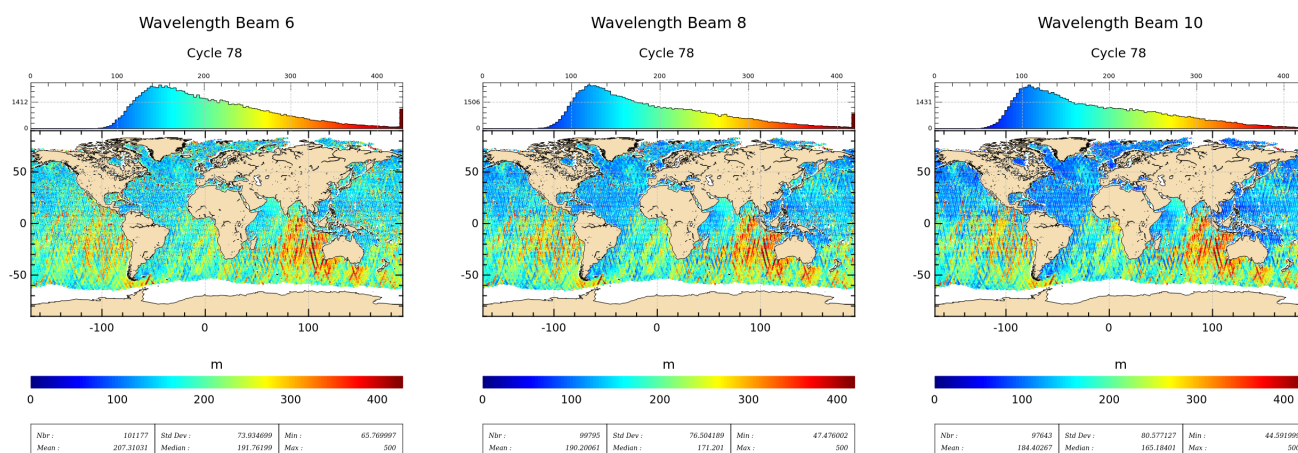 Wavelength Beam 6
Cycle 78
0 100 200 300 400
1412
0
50
0
-50
-100 0 100
m
0 100 200 300 400
Nbr : 101177 Std Dev : 73.934699 Min : 65.769997
Mean : 207.31031 Median : 191.76199 Max : 500
Wavelength Beam 8
Cycle 78
0 100 200 300 400
1506
0
50
0
-50
-100 0 100
m
0 100 200 300 400
Nbr : 99795 Std Dev : 76.504189 Min : 47.476002
Mean : 190.20061 Median : 171.201 Max : 500
Wavelength Beam 10
Cycle 78
0 100 200 300 400
1431
0
50
0
-50
-100 0 100
m
0 100 200 300 400
Nbr : 97643 Std Dev : 80.577127 Min :
Mean : 184.40267 Median : 165.18401 Max :